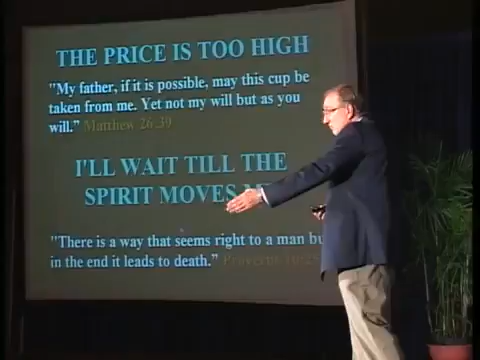 THE PRICE IS TOO HIGH
"My father, if it is possible, may this cup be
taken from me. Yet not my will but as you
will." Matthew 26:39
I'LL WAIT TILL THE
SPIRIT MOVES
"There is a way that seems right to a man bu
in the end it leads to death." Proverbs